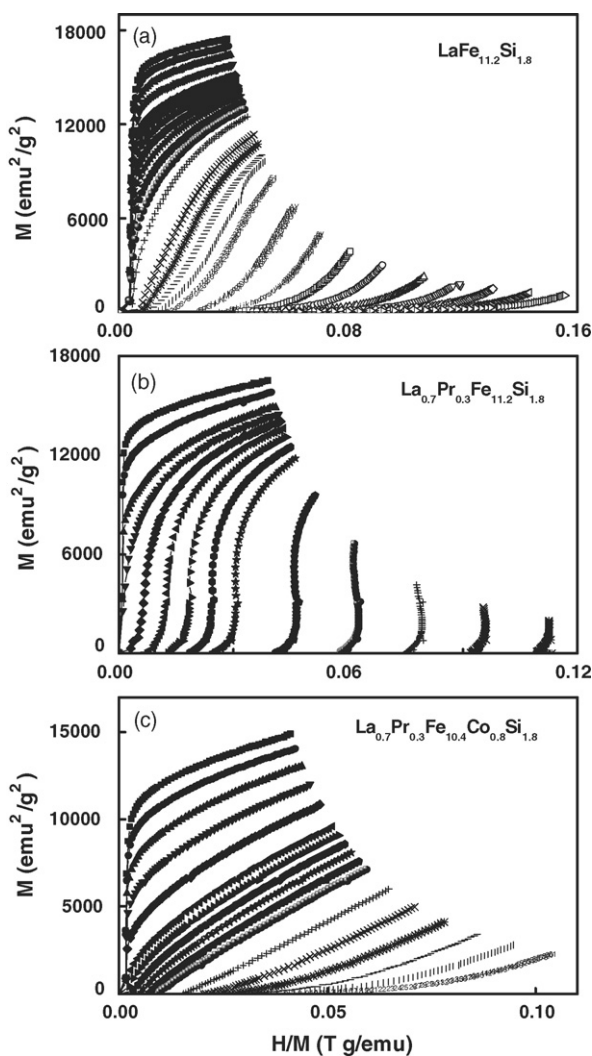 (a)
LaFe11.2Si1.8
18000
12000
6000
0
M (emu²/g²)
0.00
0.08
0.16
(b)
La0.7Pr0.3Fe11.2Si1.8
18000
12000
6000
0
M (emu²/g²)
0.00
0.06
0.12
(c)
La0.7Pr0.3Fe10.4Co0.8Si1.8
15000
10000
5000
0
M (emu²/g²)
0.00
0.05
0.10
H/M (T g/emu)